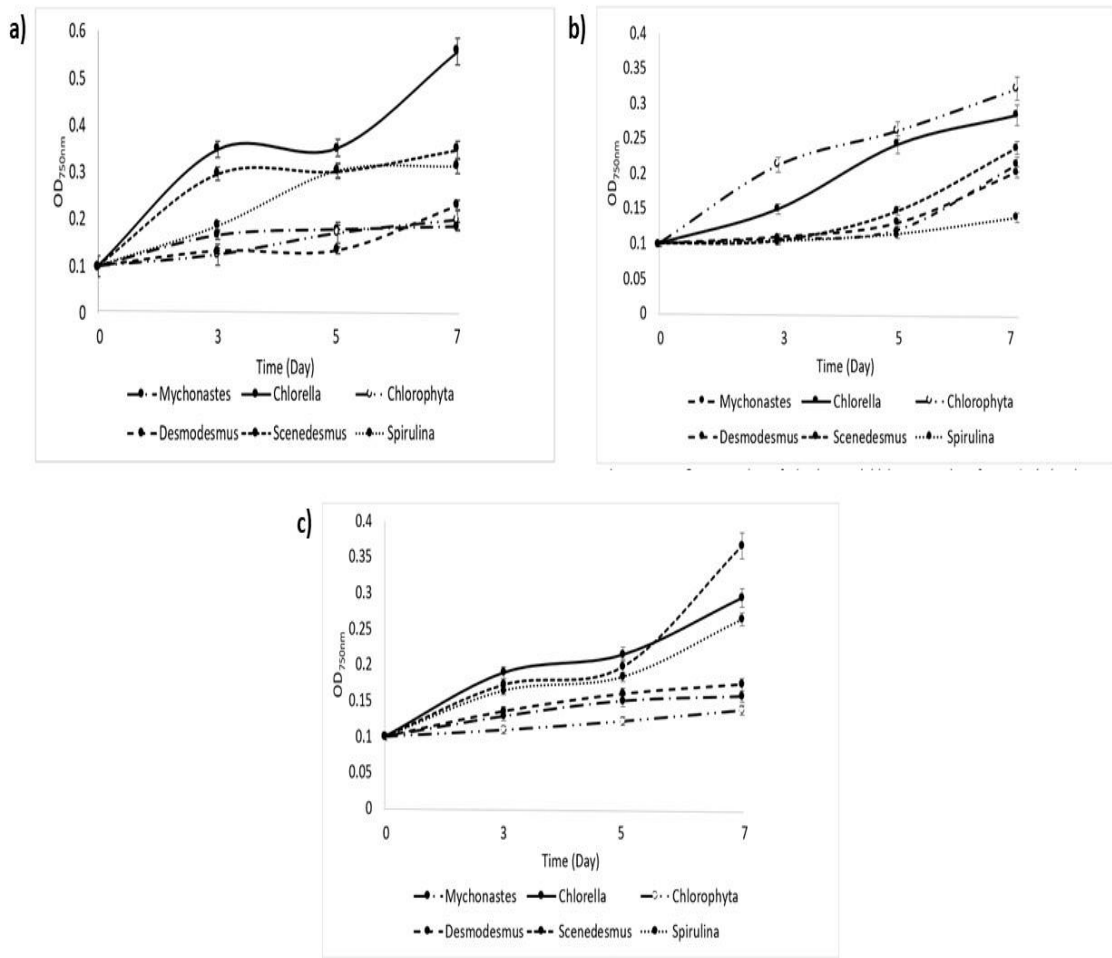 a)
0.6
0.5
0.4
0.3
0.2
0.1
0
OD750nm
0 3 5 7
Time (Day)
Mychonastes Chlorella Chlorophyta
Desmodesmus Scenedesmus Spirulina
b)
0.4
0.35
0.3
0.25
0.2
0.15
0.1
0.05
0
OD750nm
0 3 5 7
Time (Day)
Mychonastes Chlorella Chlorophyta
Desmodesmus Scenedesmus Spirulina
c)
0.4
0.35
0.3
0.25
0.2
0.15
0.1
0.05
0
OD750nm
0 3 5 7
Time (Day)
Mychonastes Chlorella Chlorophyta
Desmodesmus Scenedesmus Spirulina